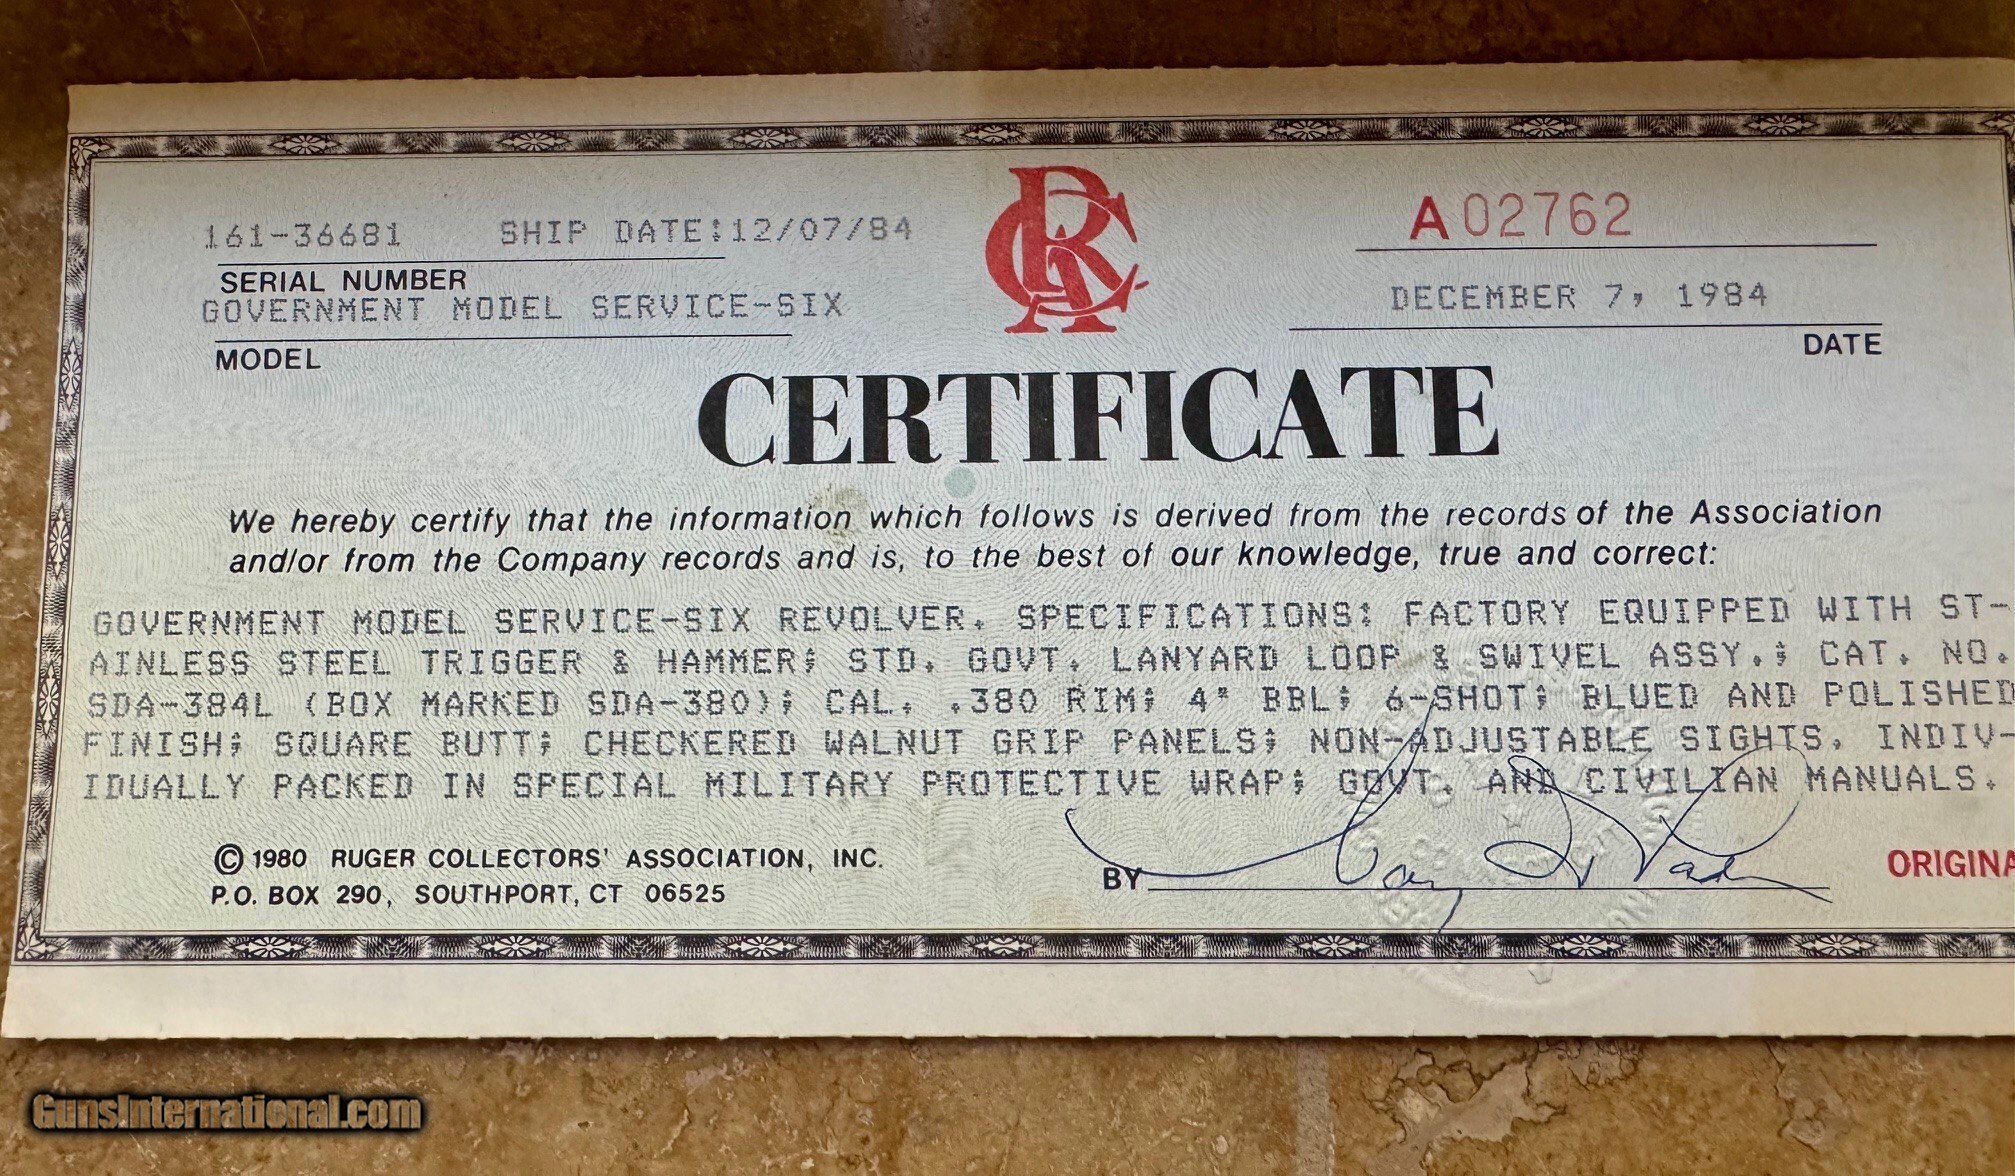 161-36681 SHIP DATE:12/07/84
SERIAL NUMBER
GOVERNMENT MODEL SERVICE-SIX
MODEL
RCA
A02762
DECEMBER 7, 1984
DATE
CERTIFICATE
We hereby certify that the information which follows is derived from the records of the Association
and/or from the Company records and is, to the best of our knowledge, true and correct:
GOVERNMENT MODEL SERVICE-SIX REVOLVER. SPECIFICATIONS: FACTORY EQUIPPED WITH ST-
AINLESS STEEL TRIGGER & HAMMER; STD. GOVT. LANYARD LOOP & SWIVEL ASSY.; CAT. NO.
SDA-384L (BOX MARKED SDA-380); CAL. .380 RIM; 4" BBL; 6-SHOT; BLUED AND POLISHED
FINISH; SQUARE BUTT; CHECKERED WALNUT GRIP PANELS; NON-ADJUSTABLE SIGHTS. INDIV-
IDUALLY PACKED IN SPECIAL MILITARY PROTECTIVE WRAP; GOVT. AND CIVILIAN MANUALS.
© 1980 RUGER COLLECTORS' ASSOCIATION, INC.
P.O. BOX 290, SOUTHPORT, CT 06525
BY
ORIGINA
GunsInternational.com